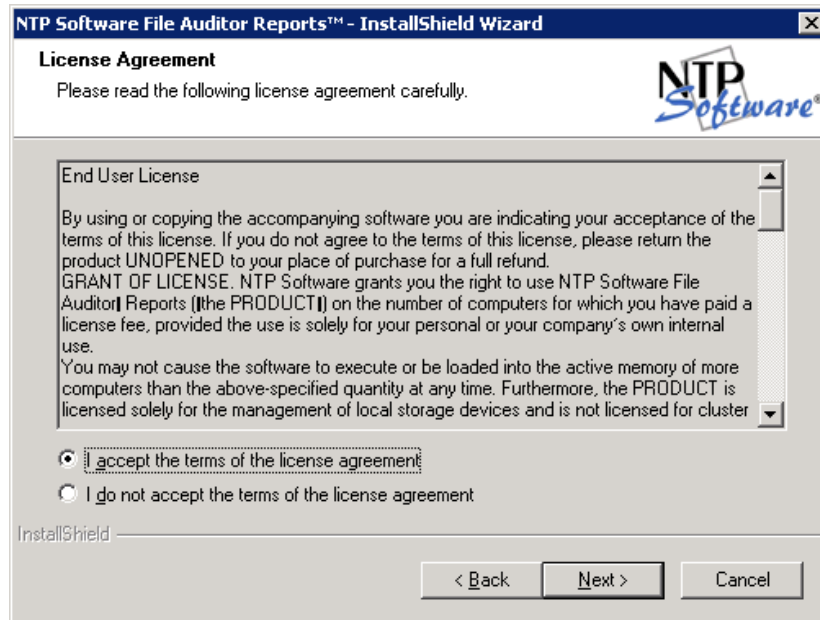 NTP Software File Auditor Reports™ - InstallShield Wizard
License Agreement
Please read the following license agreement carefully.
NTP
Software®
End User License
By using or copying the accompanying software you are indicating your acceptance of the
terms of this license. If you do not agree to the terms of this license, please return the
product UNOPENED to your place of purchase for a full refund.
GRANT OF LICENSE. NTP Software grants you the right to use NTP Software File
Auditor Reports (the PRODUCT) on the number of computers for which you have paid a
license fee, provided the use is solely for your personal or your company's own internal
use.
You may not cause the software to execute or be loaded into the active memory of more
computers than the above-specified quantity at any time. Furthermore, the PRODUCT is
licensed solely for the management of local storage devices and is not licensed for cluster
I accept the terms of the license agreement
I do not accept the terms of the license agreement
InstallShield
< Back
Next >
Cancel